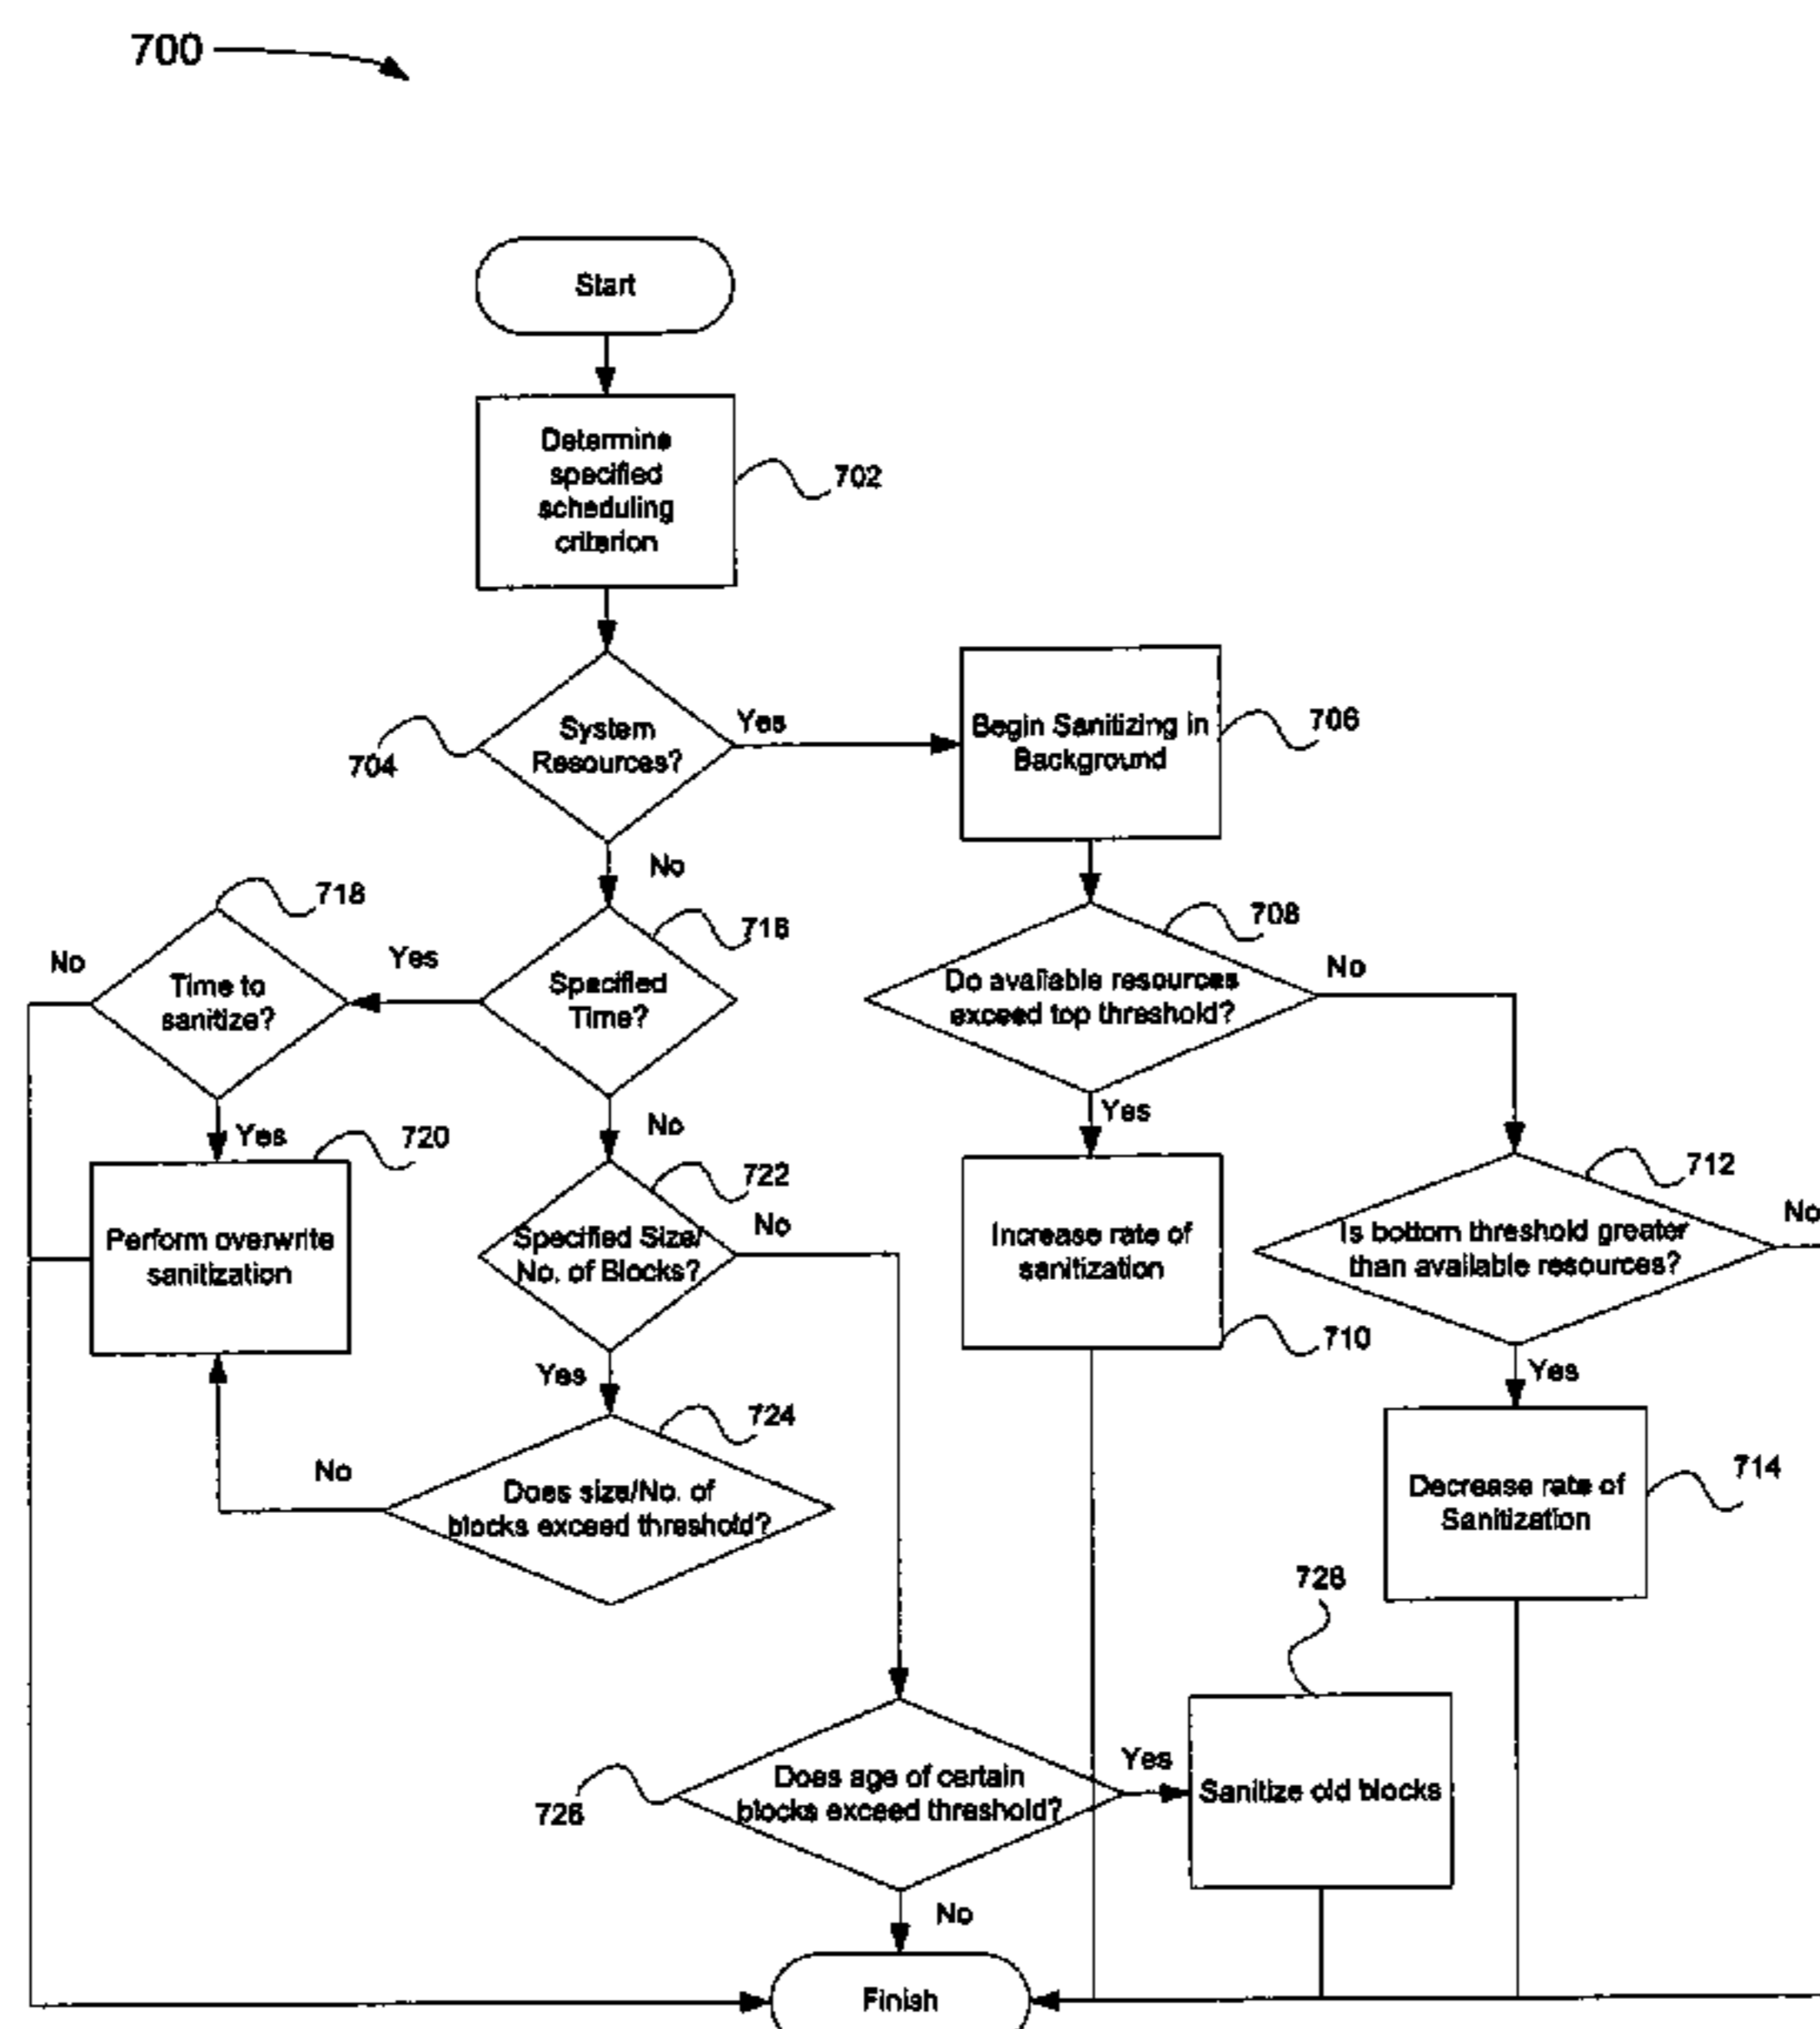 700
Start
Determine
specified
scheduling
criterion
702
System
Resources?
704
Yes
Begin Sanitizing in
Background
706
No
718
716
708
No
Time to
sanitize?
Yes
Specified
Time?
Do available resources
exceed top threshold?
No
Yes
720
No
722
Yes
712
Perform overwrite
sanitization
Specified Size/
No. of Blocks?
No
Increase rate of
sanitization
710
Is bottom threshold greater
than available resources?
No
Yes
724
Yes
No
Does size/No. of
blocks exceed threshold?
Decrease rate of
Sanitization
714
728
726
Does age of certain
blocks exceed threshold?
Yes
Sanitize old blocks
No
Finish